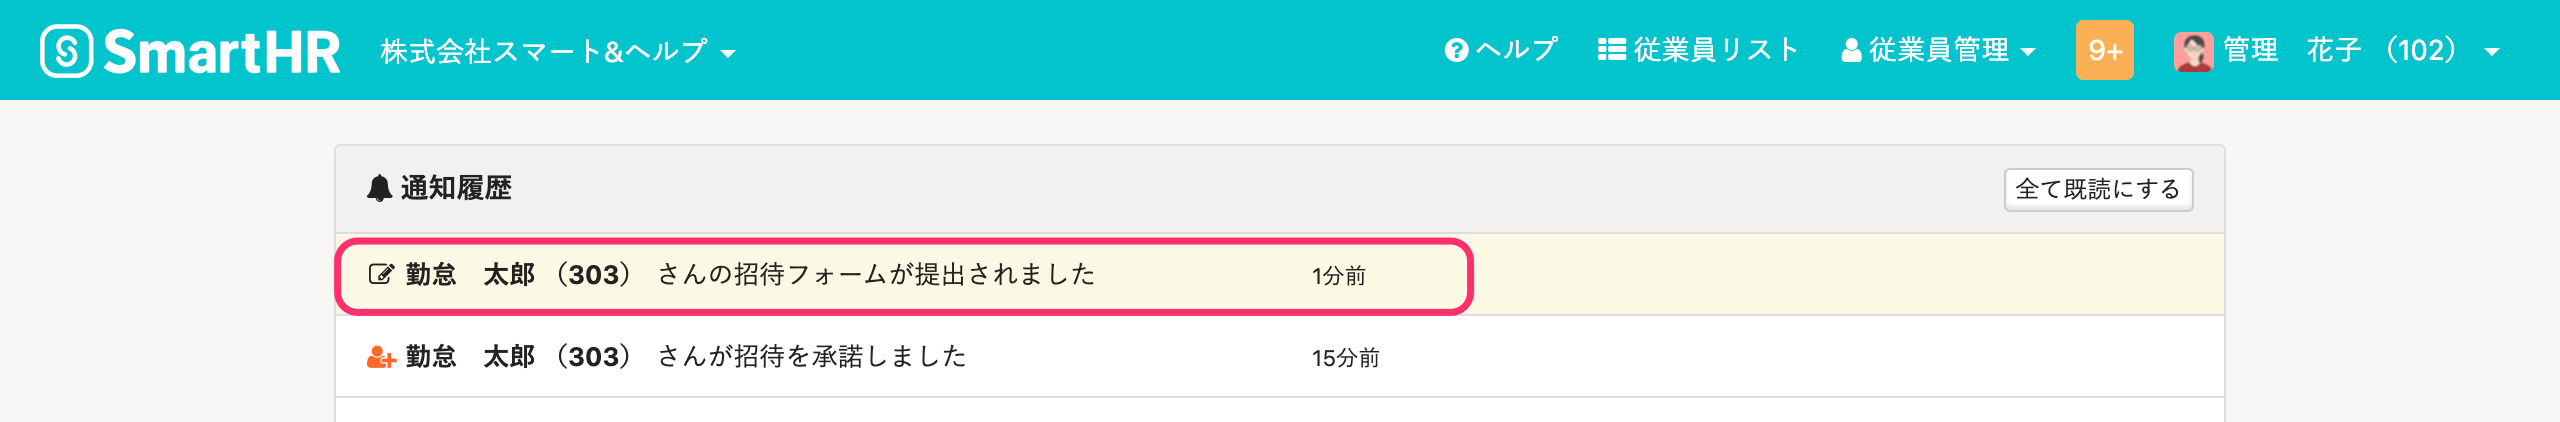 SmartHR 株式会社スマート&ヘルプ ヘルプ 従業員リスト 従業員管理 9+ 管理　花子 （102）
通知履歴 全て既読にする
勤怠　太郎 （303） さんの招待フォームが提出されました 1分前
勤怠　太郎 （303） さんが招待を承諾しました 15分前